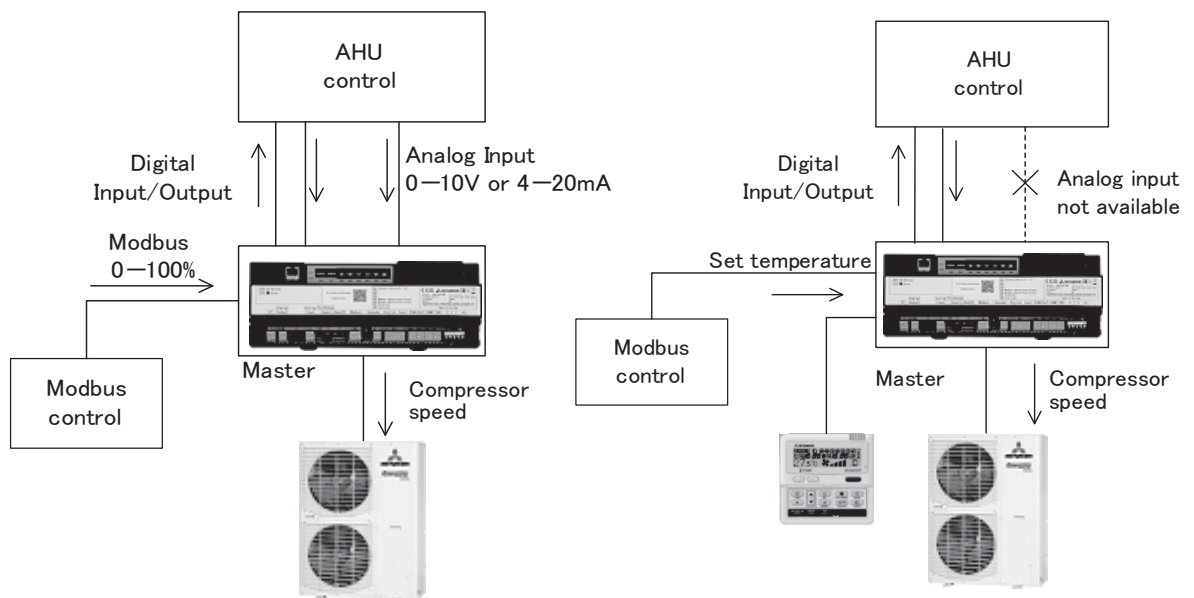 AHU
control
Digital
Input/Output
Analog Input
0—10V or 4—20mA
Modbus
0—100%
Master
Modbus
control
Compressor
speed
AHU
control
Digital
Input/Output
Analog input
not available
Set temperature
Modbus
control
Master
Compressor
speed